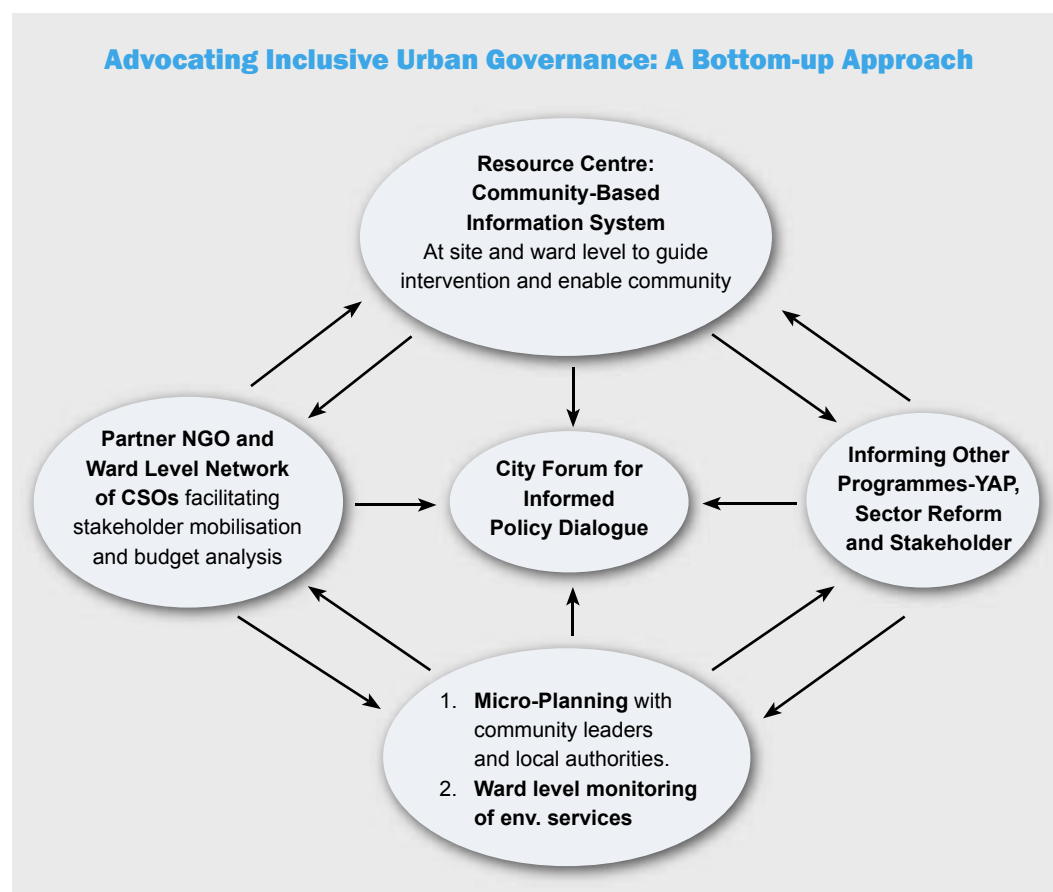 Advocating Inclusive Urban Governance: A Bottom-up Approach
Resource Centre:
Community-Based
Information System
At site and ward level to guide
intervention and enable community
Partner NGO and
Ward Level Network
of CSOs facilitating
stakeholder mobilisation
and budget analysis
City Forum for
Informed
Policy Dialogue
Informing Other
Programmes-YAP,
Sector Reform
and Stakeholder
1. Micro-Planning with
community leaders
and local authorities.
2. Ward level monitoring
of env. services